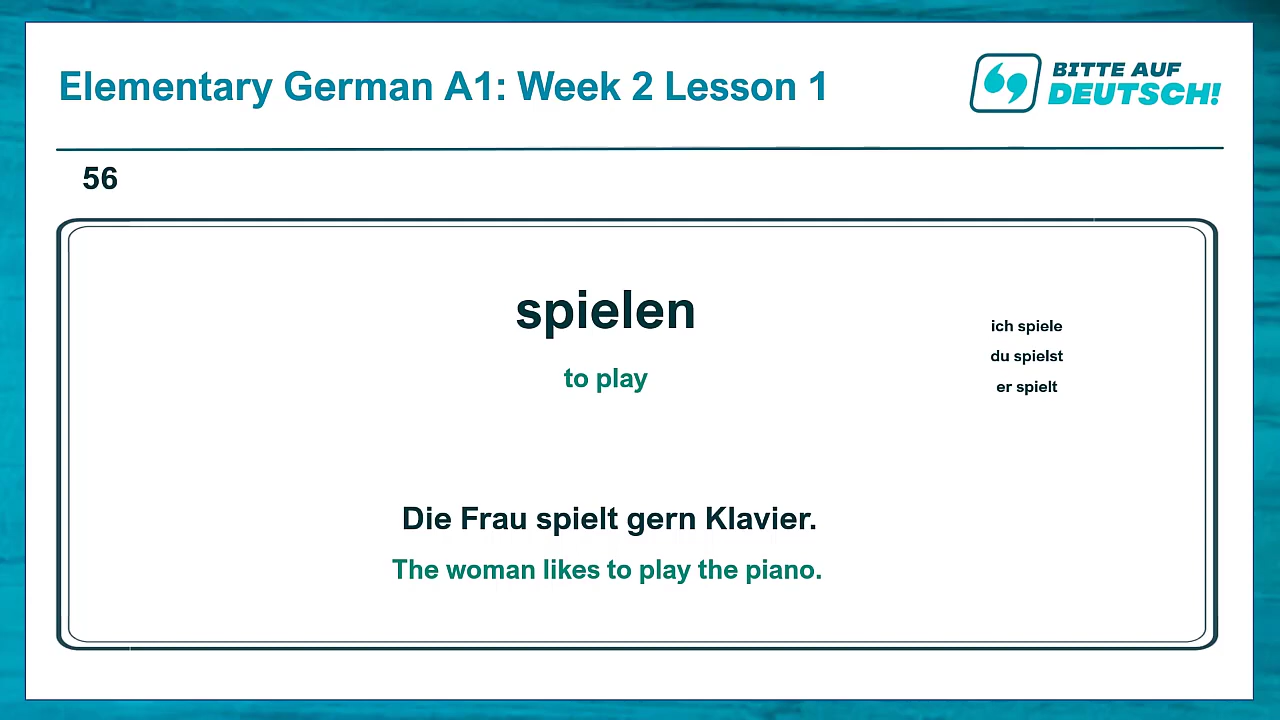 Elementary German A1: Week 2 Lesson 1
BITTE AUF
DEUTSCH!
56
spielen
to play
ich spiele
du spielst
er spielt
Die Frau spielt gern Klavier.
The woman likes to play the piano.